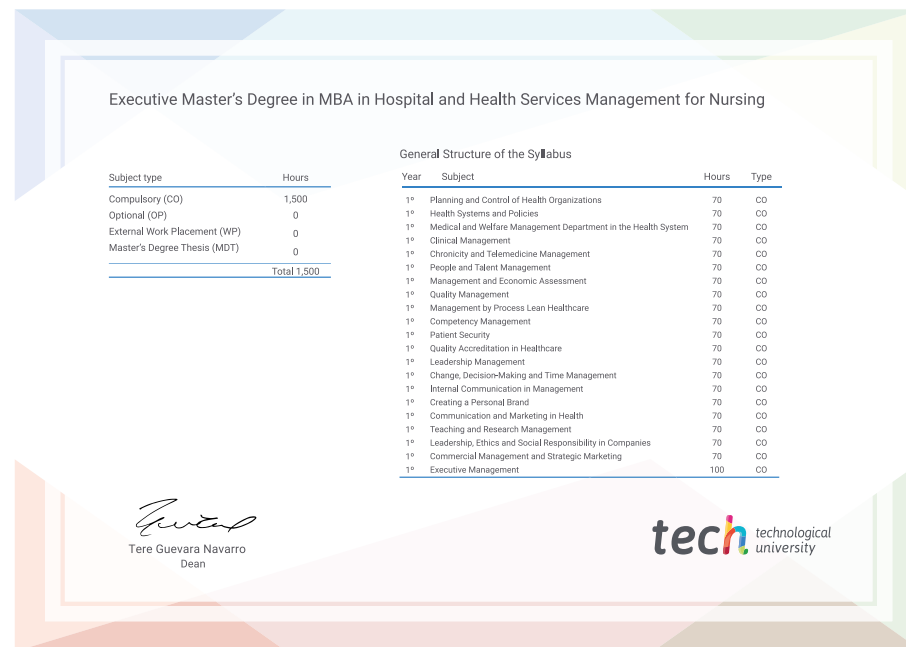 Executive Master's Degree in MBA in Hospital and Health Services Management for Nursing
General Structure of the Syllabus
Subject type Hours
Compulsory (CO) 1,500
Optional (OP) 0
External Work Placement (WP) 0
Master's Degree Thesis (MDT) 0
Total 1,500
Year Subject Hours Type
1º Planning and Control of Health Organizations 70 CO
1º Health Systems and Policies 70 CO
1º Medical and Welfare Management Department in the Health System 70 CO
1º Clinical Management 70 CO
1º Chronicity and Telemedicine Management 70 CO
1º People and Talent Management 70 CO
1º Management and Economic Assessment 70 CO
1º Quality Management 70 CO
1º Management by Process Lean Healthcare 70 CO
1º Competency Management 70 CO
1º Patient Security 70 CO
1º Quality Accreditation in Healthcare 70 CO
1º Leadership Management 70 CO
1º Change, Decision-Making and Time Management 70 CO
1º Internal Communication in Management 70 CO
1º Creating a Personal Brand 70 CO
1º Communication and Marketing in Health 70 CO
1º Teaching and Research Management 70 CO
1º Leadership, Ethics and Social Responsibility in Companies 70 CO
1º Commercial Management and Strategic Marketing 70 CO
1º Executive Management 100 CO
Tere Guevara Navarro
Dean
tech technological
university